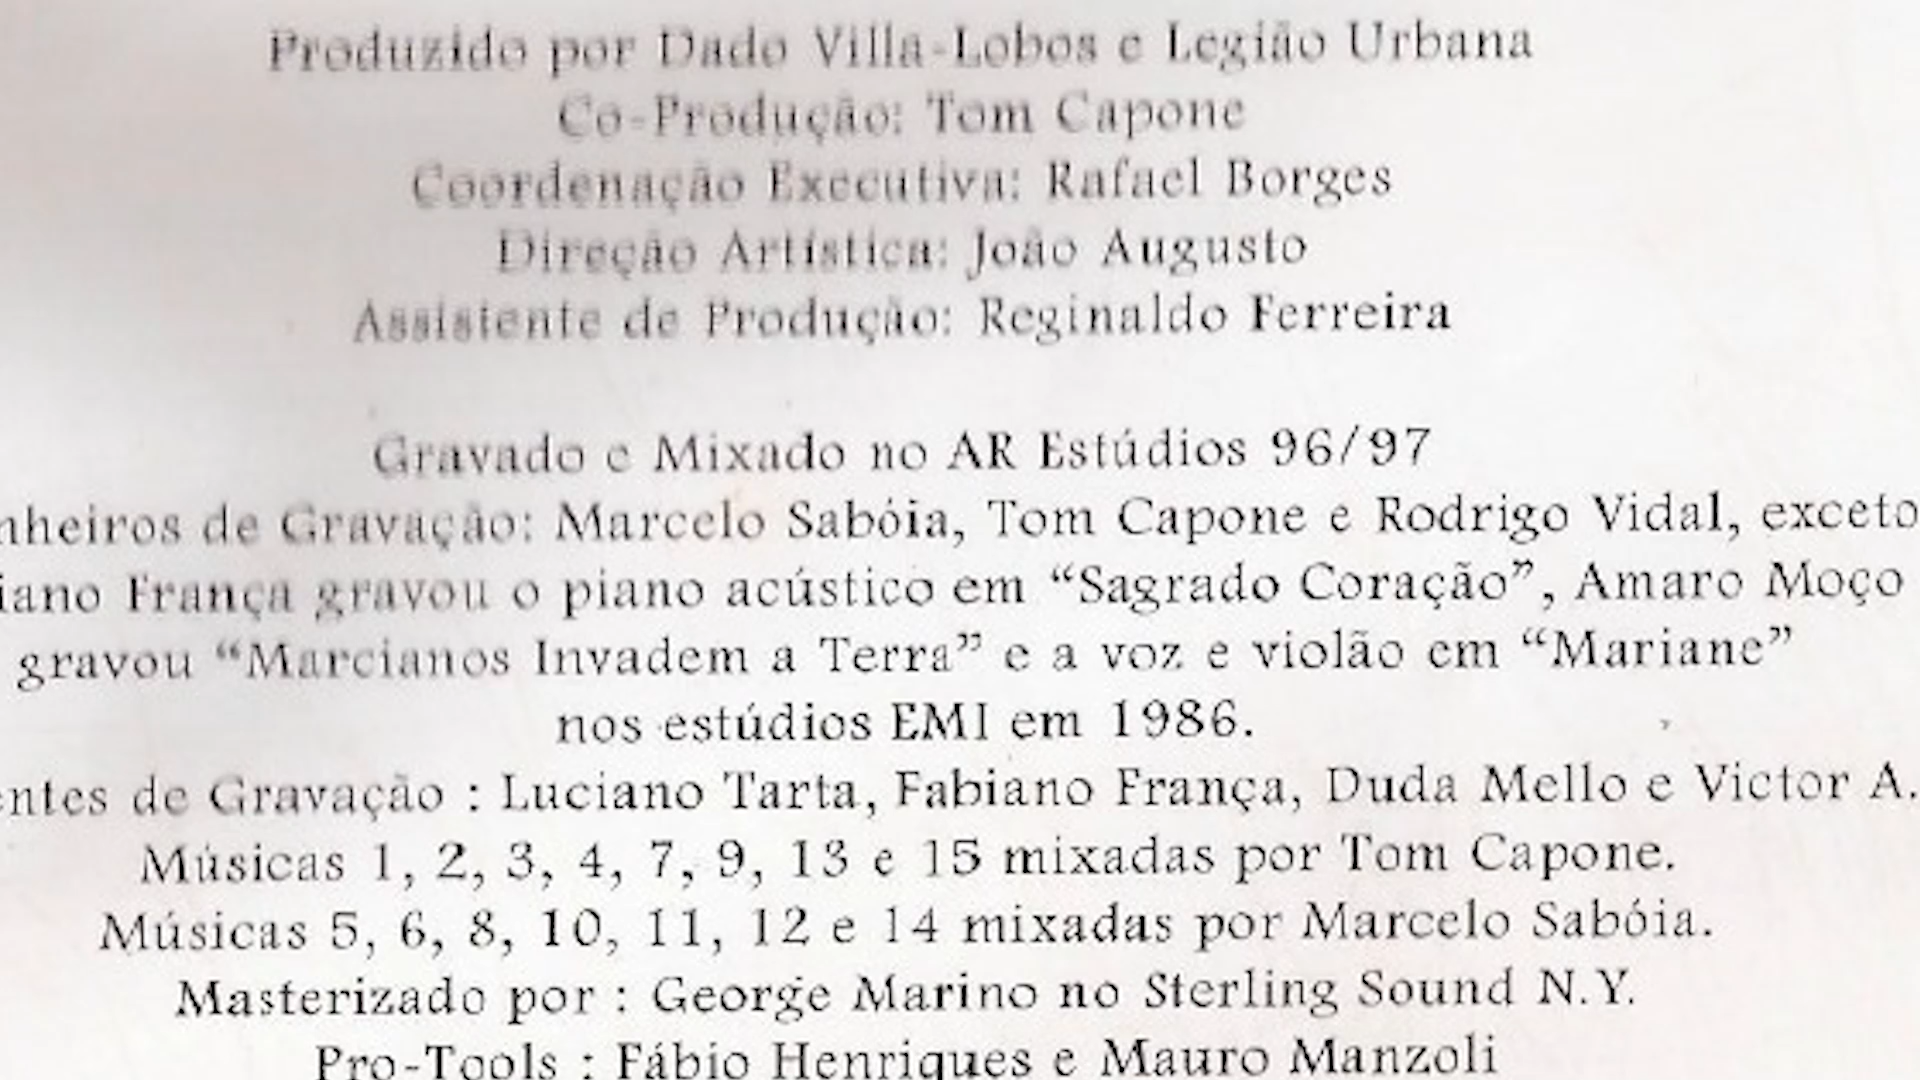 Produzido por Dado Villa-Lobos e Legião Urbana
Co-Produção: Tom Capone
Coordenação Executiva: Rafael Borges
Direção Artística: João Augusto
Assistente de Produção: Reginaldo Ferreira
Gravado e Mixado no AR Estúdios 96/97
nheiros de Gravação: Marcelo Sabóia, Tom Capone e Rodrigo Vidal, exceto
iano França gravou o piano acústico em “Sagrado Coração”, Amaro Moço
gravou “Marcianos Invadem a Terra” e a voz e violão em “Mariane”
nos estúdios EMI em 1986.
entes de Gravação : Luciano Tarta, Fabiano França, Duda Mello e Victor A.
Músicas 1, 2, 3, 4, 7, 9, 13 e 15 mixadas por Tom Capone.
Músicas 5, 6, 8, 10, 11, 12 e 14 mixadas por Marcelo Sabóia.
Masterizado por : George Marino no Sterling Sound N.Y.
Pro-Tools : Fábio Henriques e Mauro Manzoli